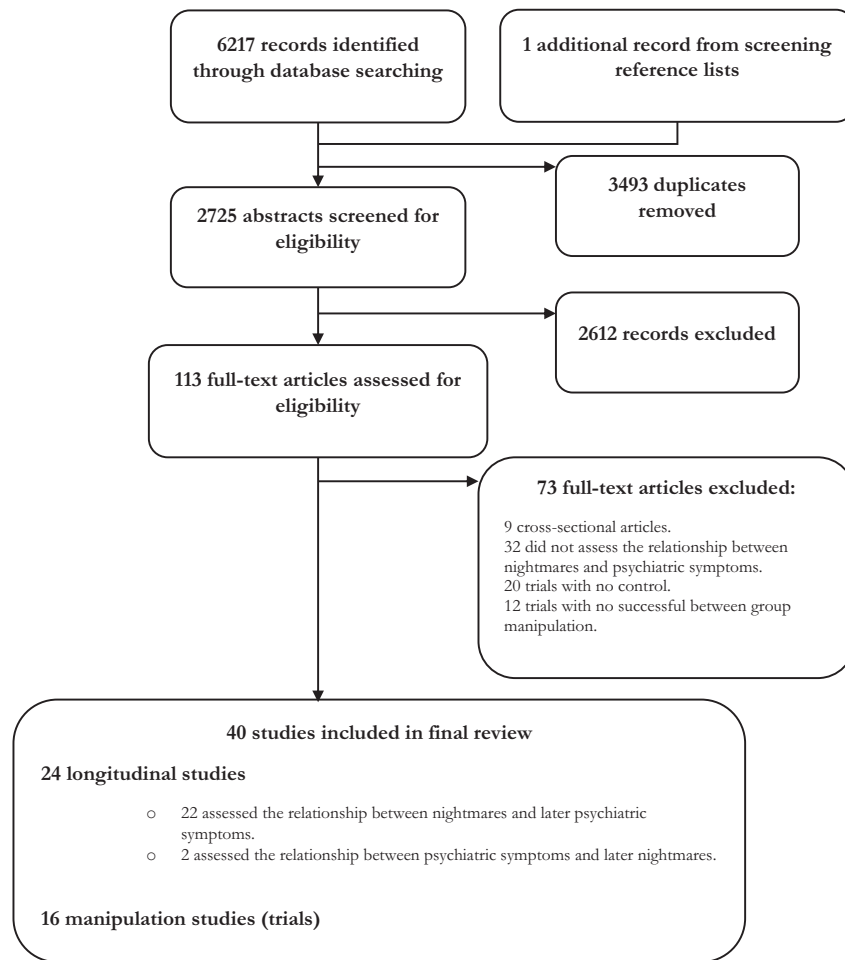 6217 records identified
through database searching
1 additional record from screening
reference lists
3493 duplicates
removed
2725 abstracts screened for
eligibility
2612 records excluded
113 full-text articles assessed for
eligibility
73 full-text articles excluded:
9 cross-sectional articles.
32 did not assess the relationship between
nightmares and psychiatric symptoms.
20 trials with no control.
12 trials with no successful between group
manipulation.
40 studies included in final review
24 longitudinal studies
o 22 assessed the relationship between nightmares and later psychiatric
symptoms.
o 2 assessed the relationship between psychiatric symptoms and later nightmares.
16 manipulation studies (trials)